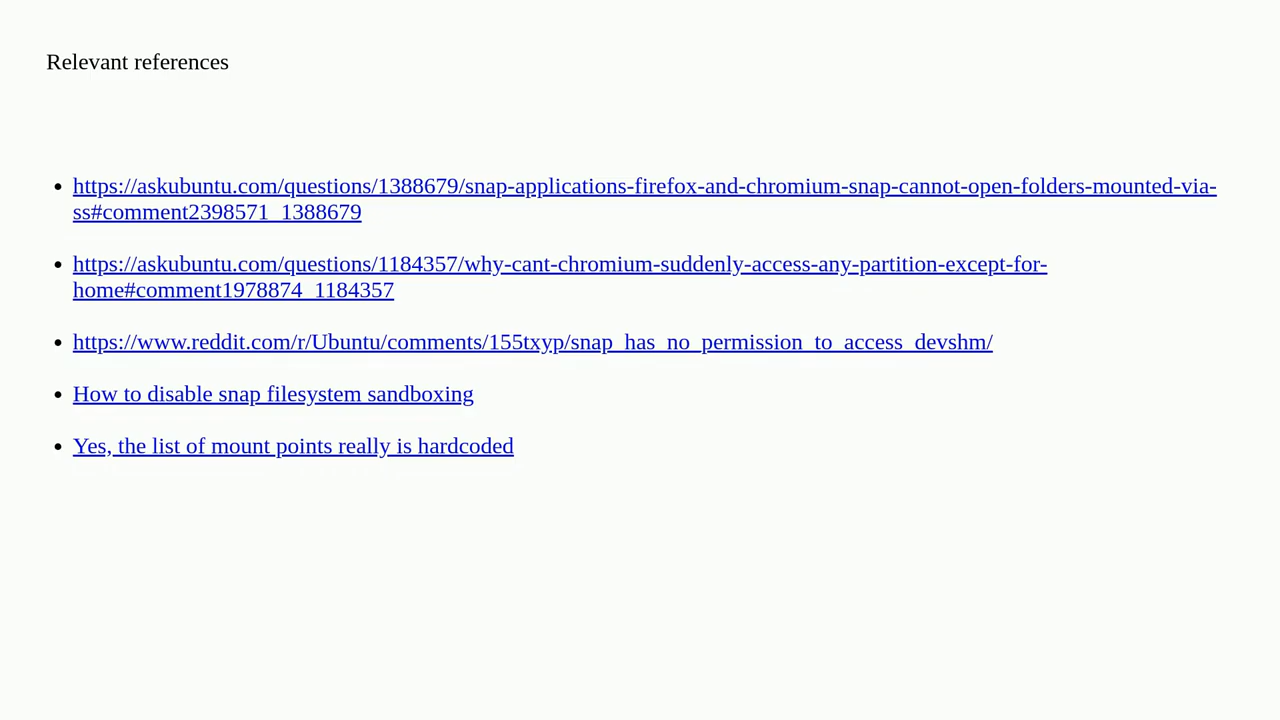 Relevant references
https://askubuntu.com/questions/1388679/snap-applications-firefox-and-chromium-snap-cannot-open-folders-mounted-via-
ss#comment2398571_1388679
https://askubuntu.com/questions/1184357/why-cant-chromium-suddenly-access-any-partition-except-for-
home#comment1978874_1184357
https://www.reddit.com/r/Ubuntu/comments/155txyp/snap_has_no_permission_to_access_devshm/
How to disable snap filesystem sandboxing
Yes, the list of mount points really is hardcoded